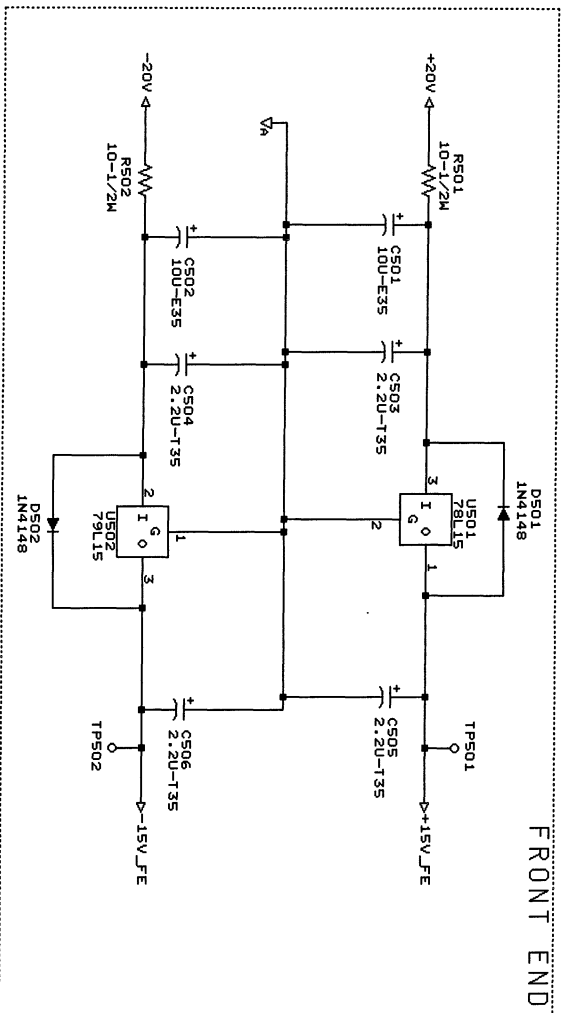 FRONT END
+20V
R501
10-1/2W
C501
10U-E35
C503
2.2U-T35
D501
1N4148
U501
78L15
3
I
G
O
1
2
C505
2.2U-T35
TP501
+15V_FE
A
-20V
R502
10-1/2W
C502
10U-E35
C504
2.2U-T35
1
2
I
G
O
3
U502
79L15
D502
1N4148
C506
2.2U-T35
TP502
-15V_FE
+
+
+
+
+
+